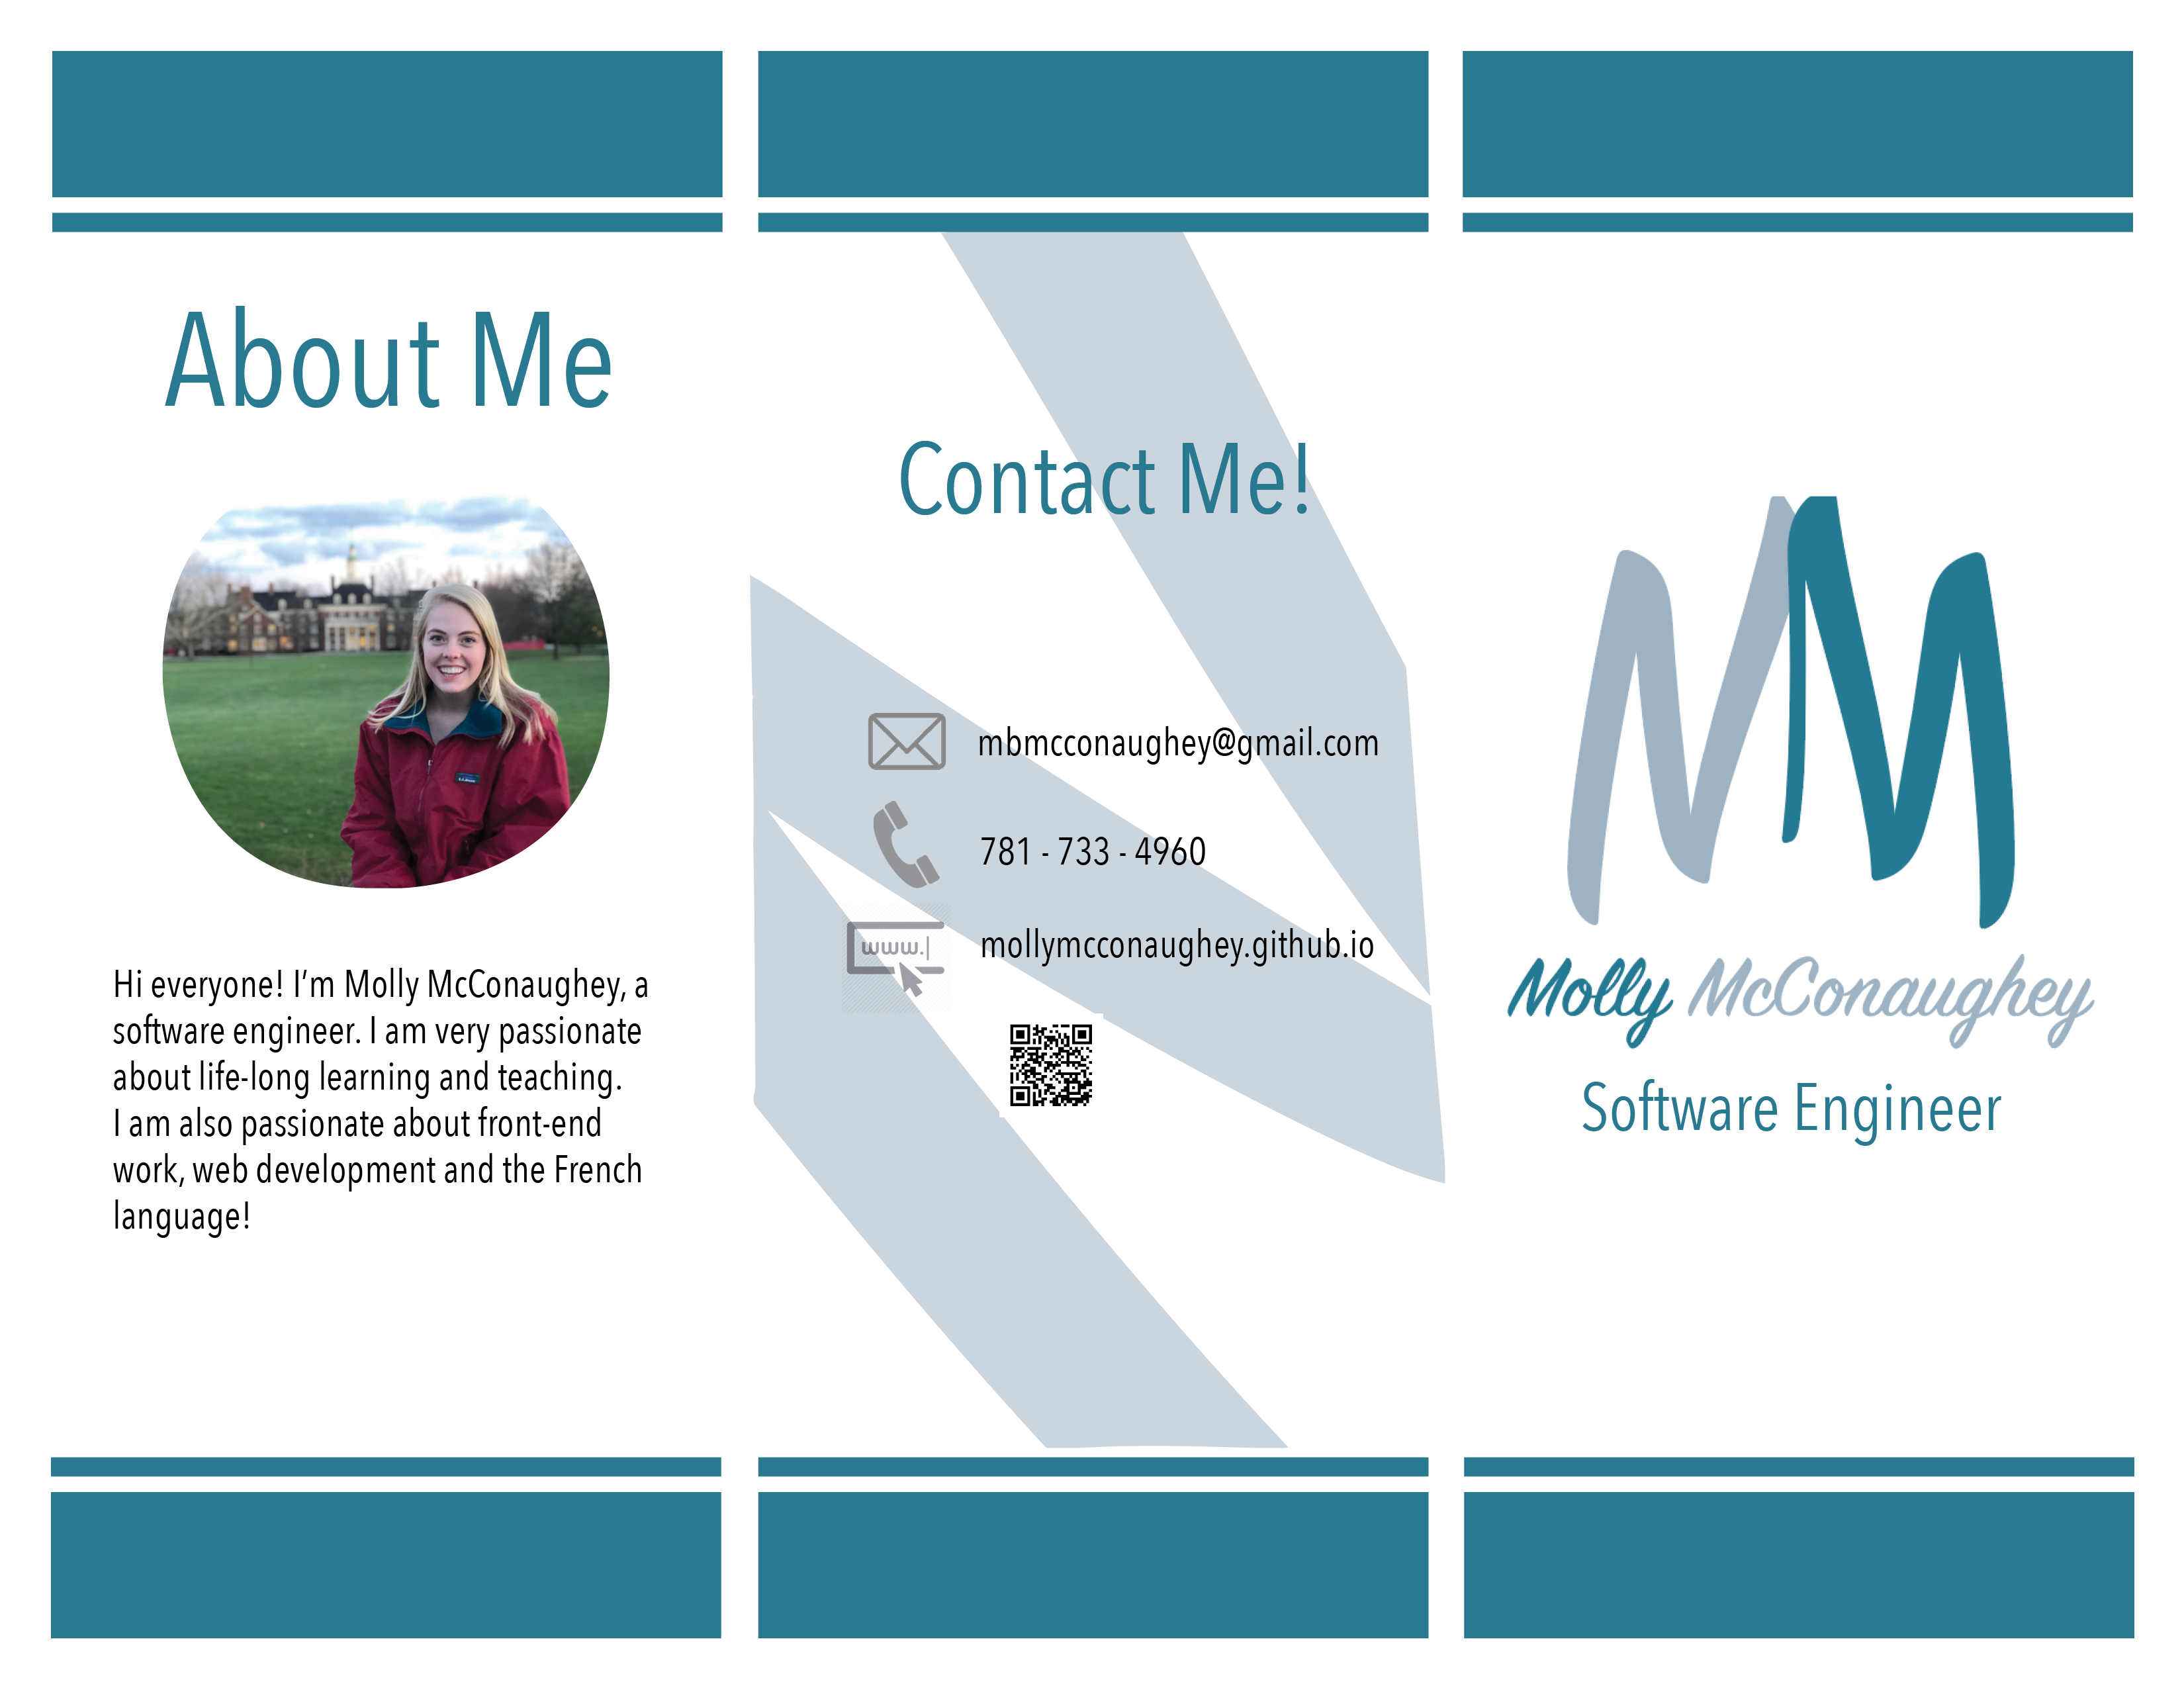 About Me
Hi everyone! I’m Molly McConaughey, a
software engineer. I am very passionate
about life-long learning and teaching.
I am also passionate about front-end
work, web development and the French
language!
Contact Me!
mbmcconaughey@gmail.com
781 - 733 - 4960
www.
mollymcconaughey.github.io
MM
Molly McConaughey
Software Engineer